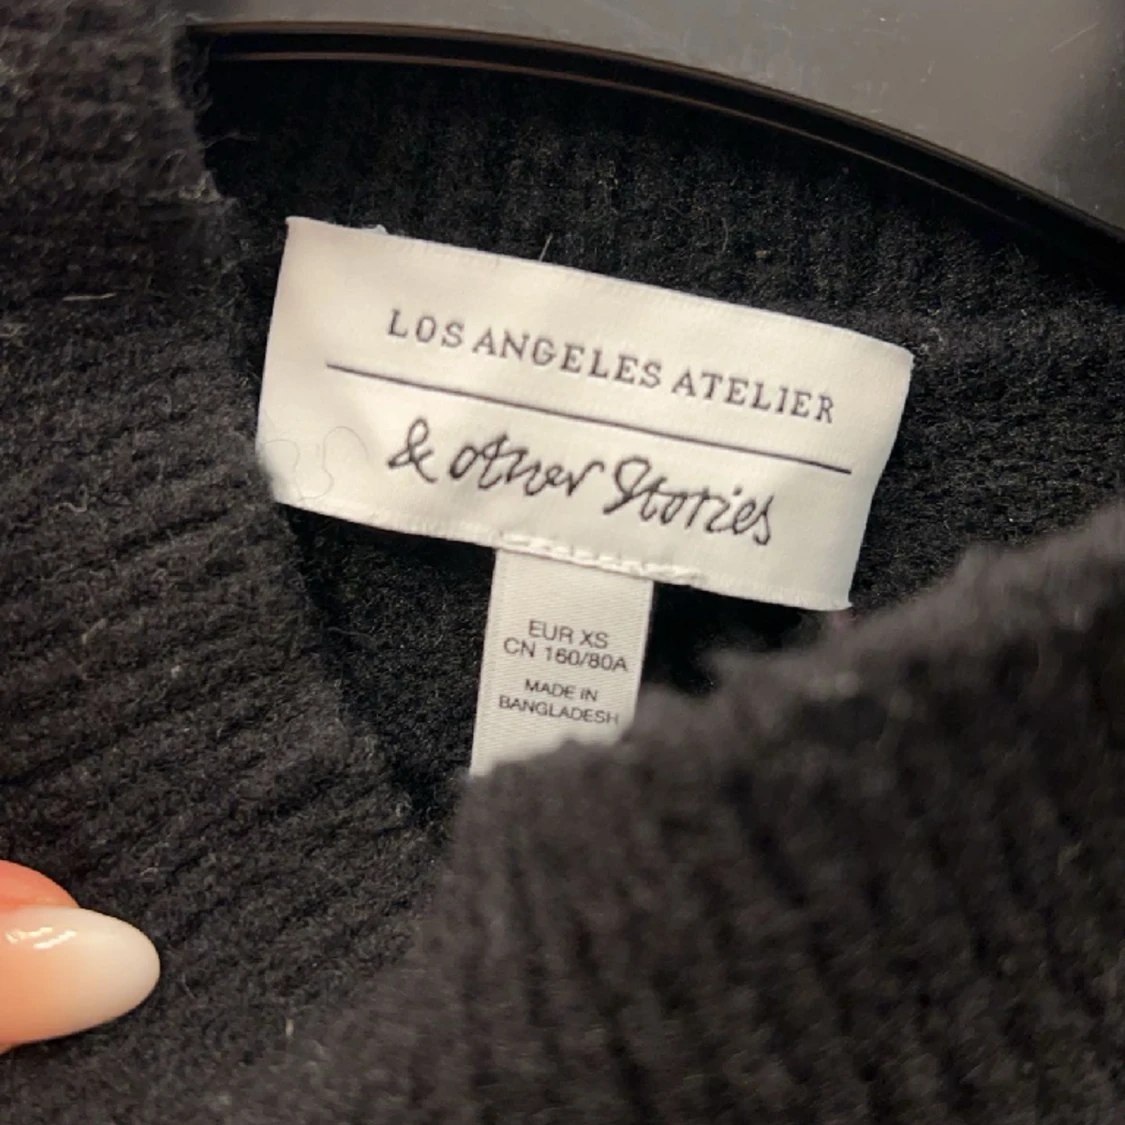 LOS ANGELES ATELIER
& other Stories
EUR XS
CN 160/80A
MADE IN
BANGLADESH